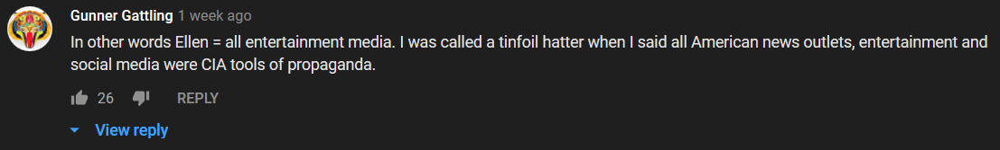 Gunner Gattling 1 week ago
In other words Ellen = all entertainment media. I was called a tinfoil hatter when I said all American news outlets, entertainment and
social media were CIA tools of propaganda.
26 REPLY
View reply